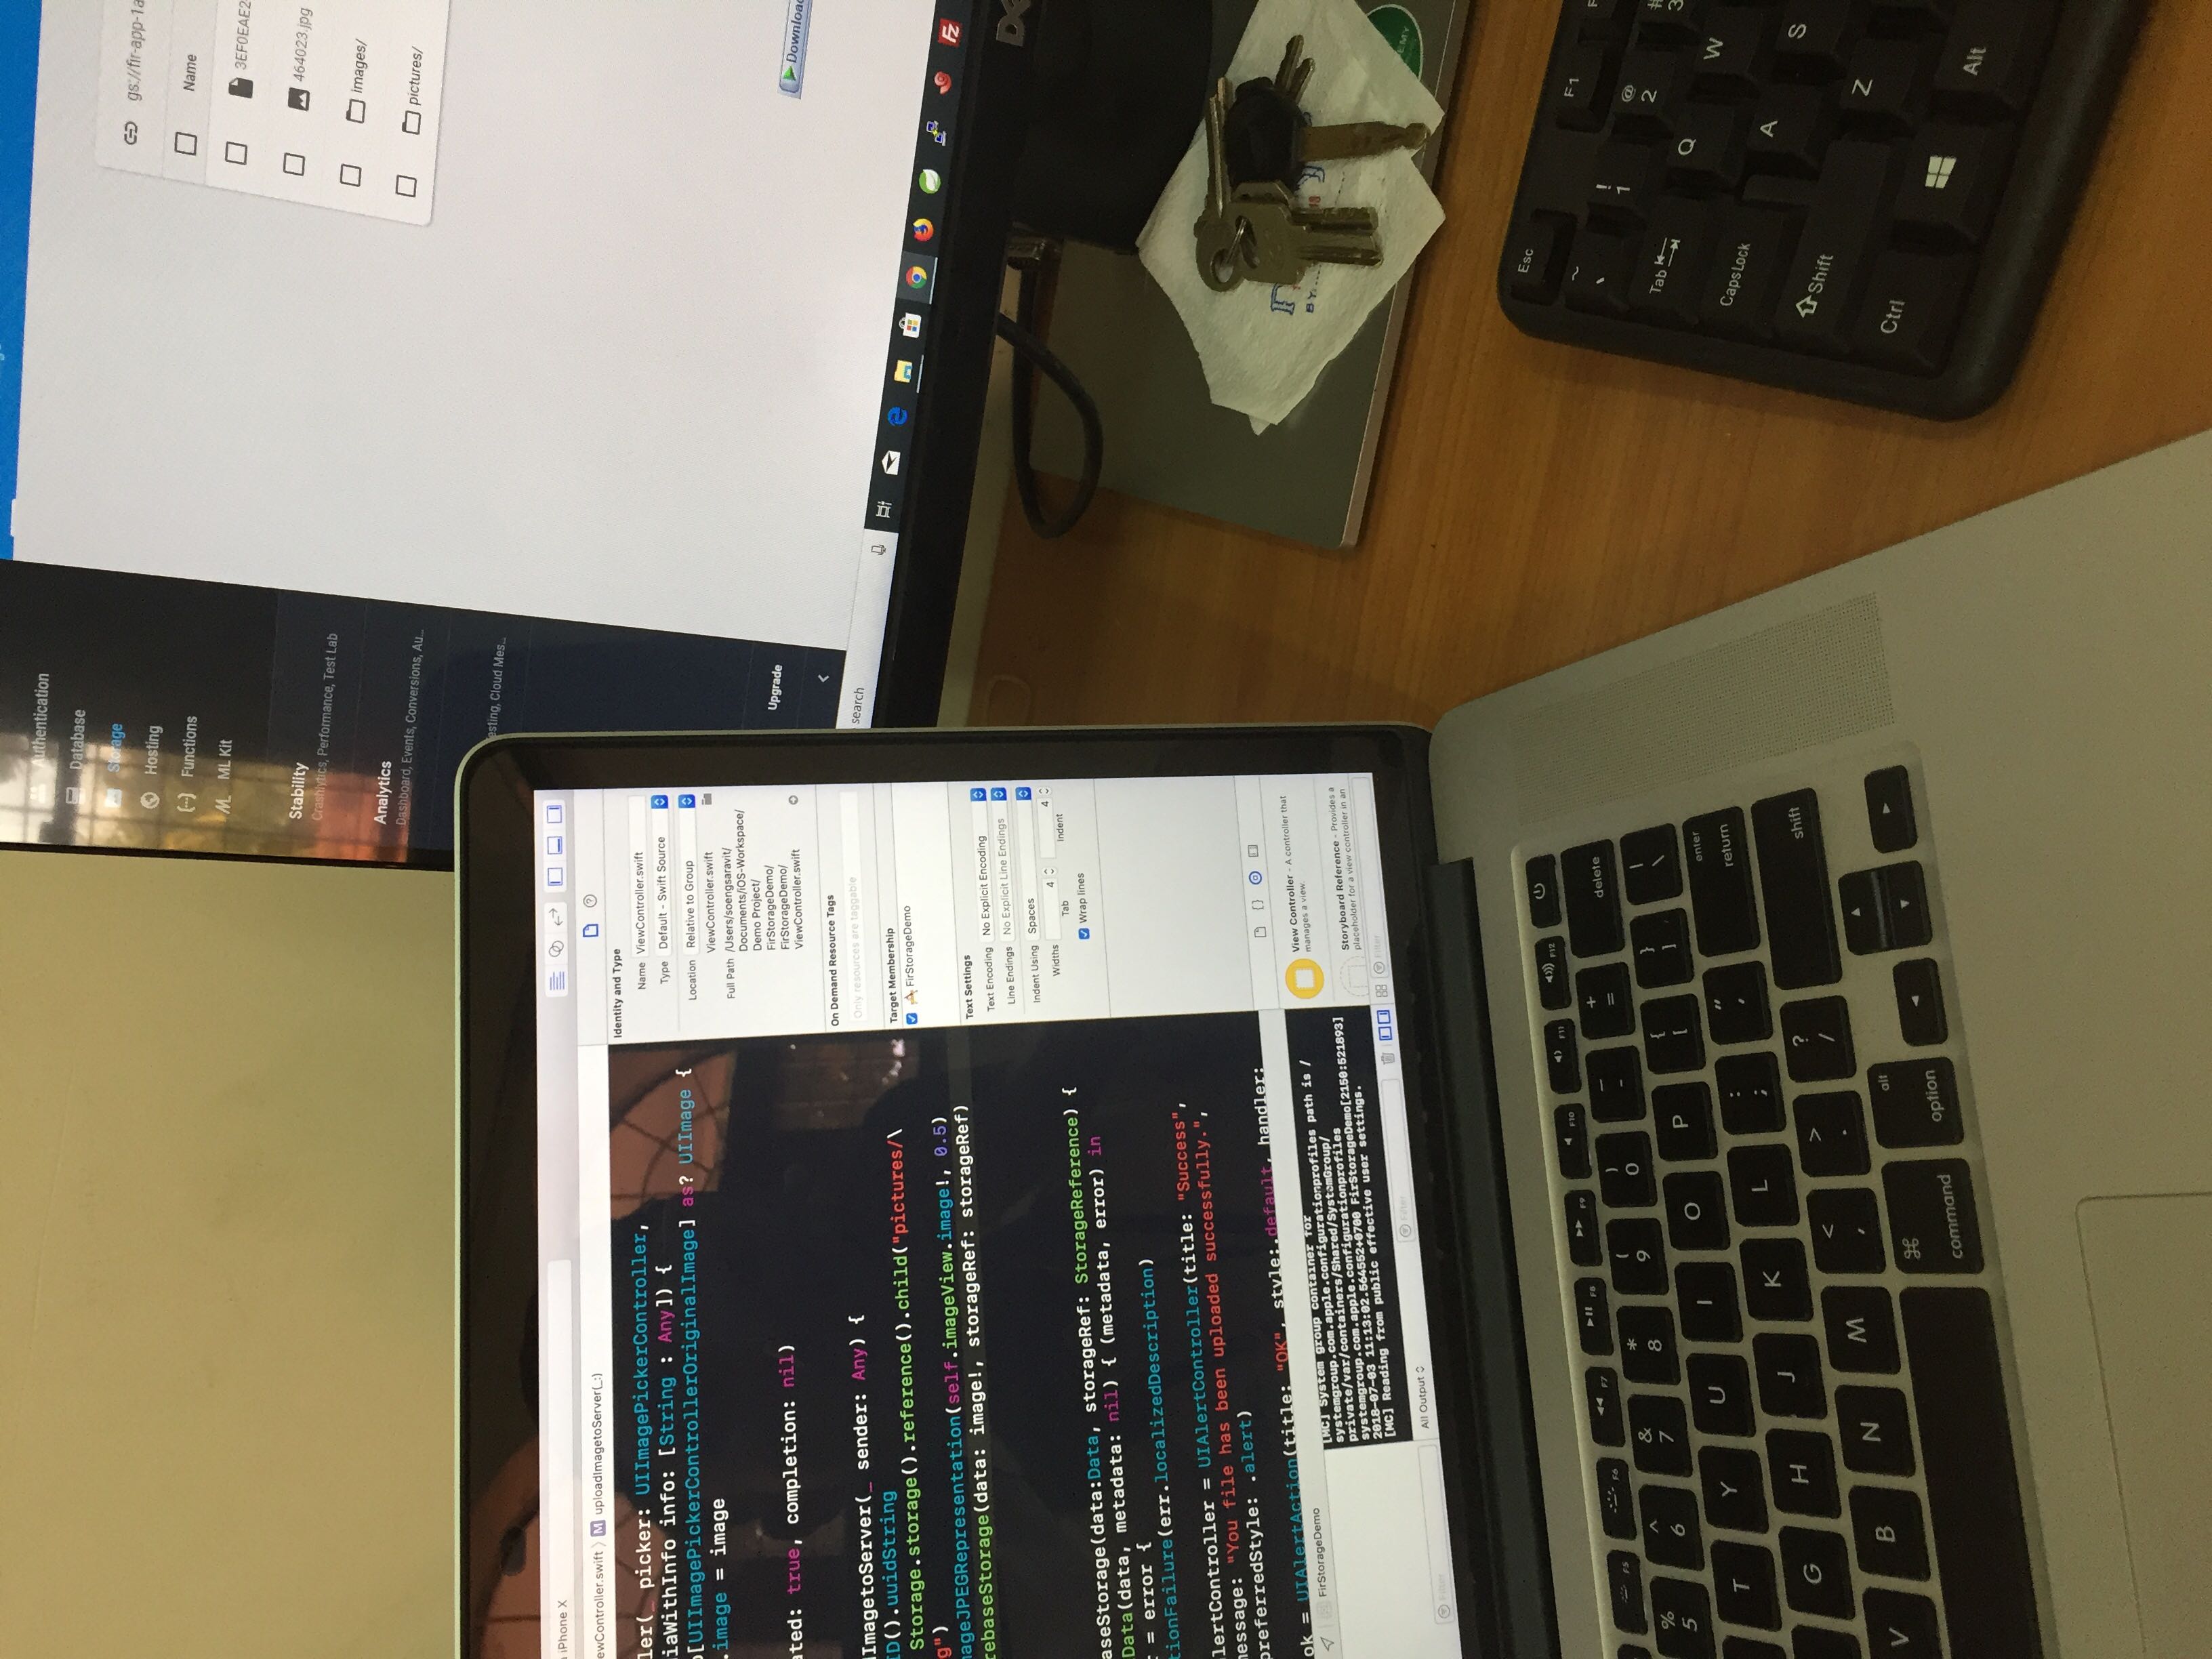 Authentication
Database
Storage
Hosting
Functions
ML Kit
Stability
Crashlytics, Performance, Test Lab
Analytics
Dashboard, Events, Conversions, Au...
esting, Cloud Mes...
Upgrade
<
search
gs://fir-app-1a
Name
3EF0EAE2
464023.jpg
images/
pictures/
Download
iPhone X
ewController.swift
M uploadImagetoServer(_:)
ler(_ picker: UIImagePickerController,
iaWithInfo info: [String : Any]) {
o[UIImagePickerControllerOriginalImage] as? UIImage {
.image = image
ated: true, completion: nil)
dImagetoServer(_ sender: Any) {
ID().uuidString
Storage.storage().reference().child("pictures/\
g")
mageJPEGRepresentation(self.imageView.image!, 0.5)
rebaseStorage(data: image!, storageRef: storageRef)
aseStorage(data:Data, storageRef: StorageReference) {
Data(data, metadata: nil) { (metadata, error) in
r = error {
tionFailure(err.localizedDescription)
lertController = UIAlertController(title: "Success",
message: "You file has been uploaded successfully.",
preferredStyle: .alert)
ok = UIAlertAction(title: "OK", style:.default, handler:
FirStorageDemo
[MC] System group container for
systemgroup.com.apple.configurationprofiles path is /
private/var/containers/Shared/SystemGroup/
systemgroup.com.apple.configurationprofiles
2018-07-03 11:13:02.564552+0700 FirStorageDemo[2150:521893]
[MC] Reading from public effective user settings.
Filter
All Output
Filter
Filter
Identity and Type
Name ViewController.swift
Type Default - Swift Source
Location Relative to Group
ViewController.swift
Full Path /Users/soengsaravit/
Documents/iOS-Workspace/
Demo Project/
FirStorageDemo/
FirStorageDemo/
ViewController.swift
On Demand Resource Tags
Only resources are taggable
Target Membership
FirStorageDemo
Text Settings
Text Encoding No Explicit Encoding
Line Endings No Explicit Line Endings
Indent Using Spaces
Widths 4 4
Tab Indent
Wrap lines
{}
View Controller - A controller that
manages a view.
Storyboard Reference - Provides a
placeholder for a view controller in an
Fz
BY
EMY
F5 F6 F7 F8 F9 F10 F11 F12
% 5 ^ 6 & 7 * 8 ( 9 ) 0 _ - + = delete
T Y U I O P { [ } ] | \
G H J K L : ; " ' enter return
V B N M < , > . ? / shift
⌘ command alt option
Esc F1
~ ` ! 1 @ 2 # 3
Tab Q W
CapsLock A S
Shift Z
Ctrl Alt